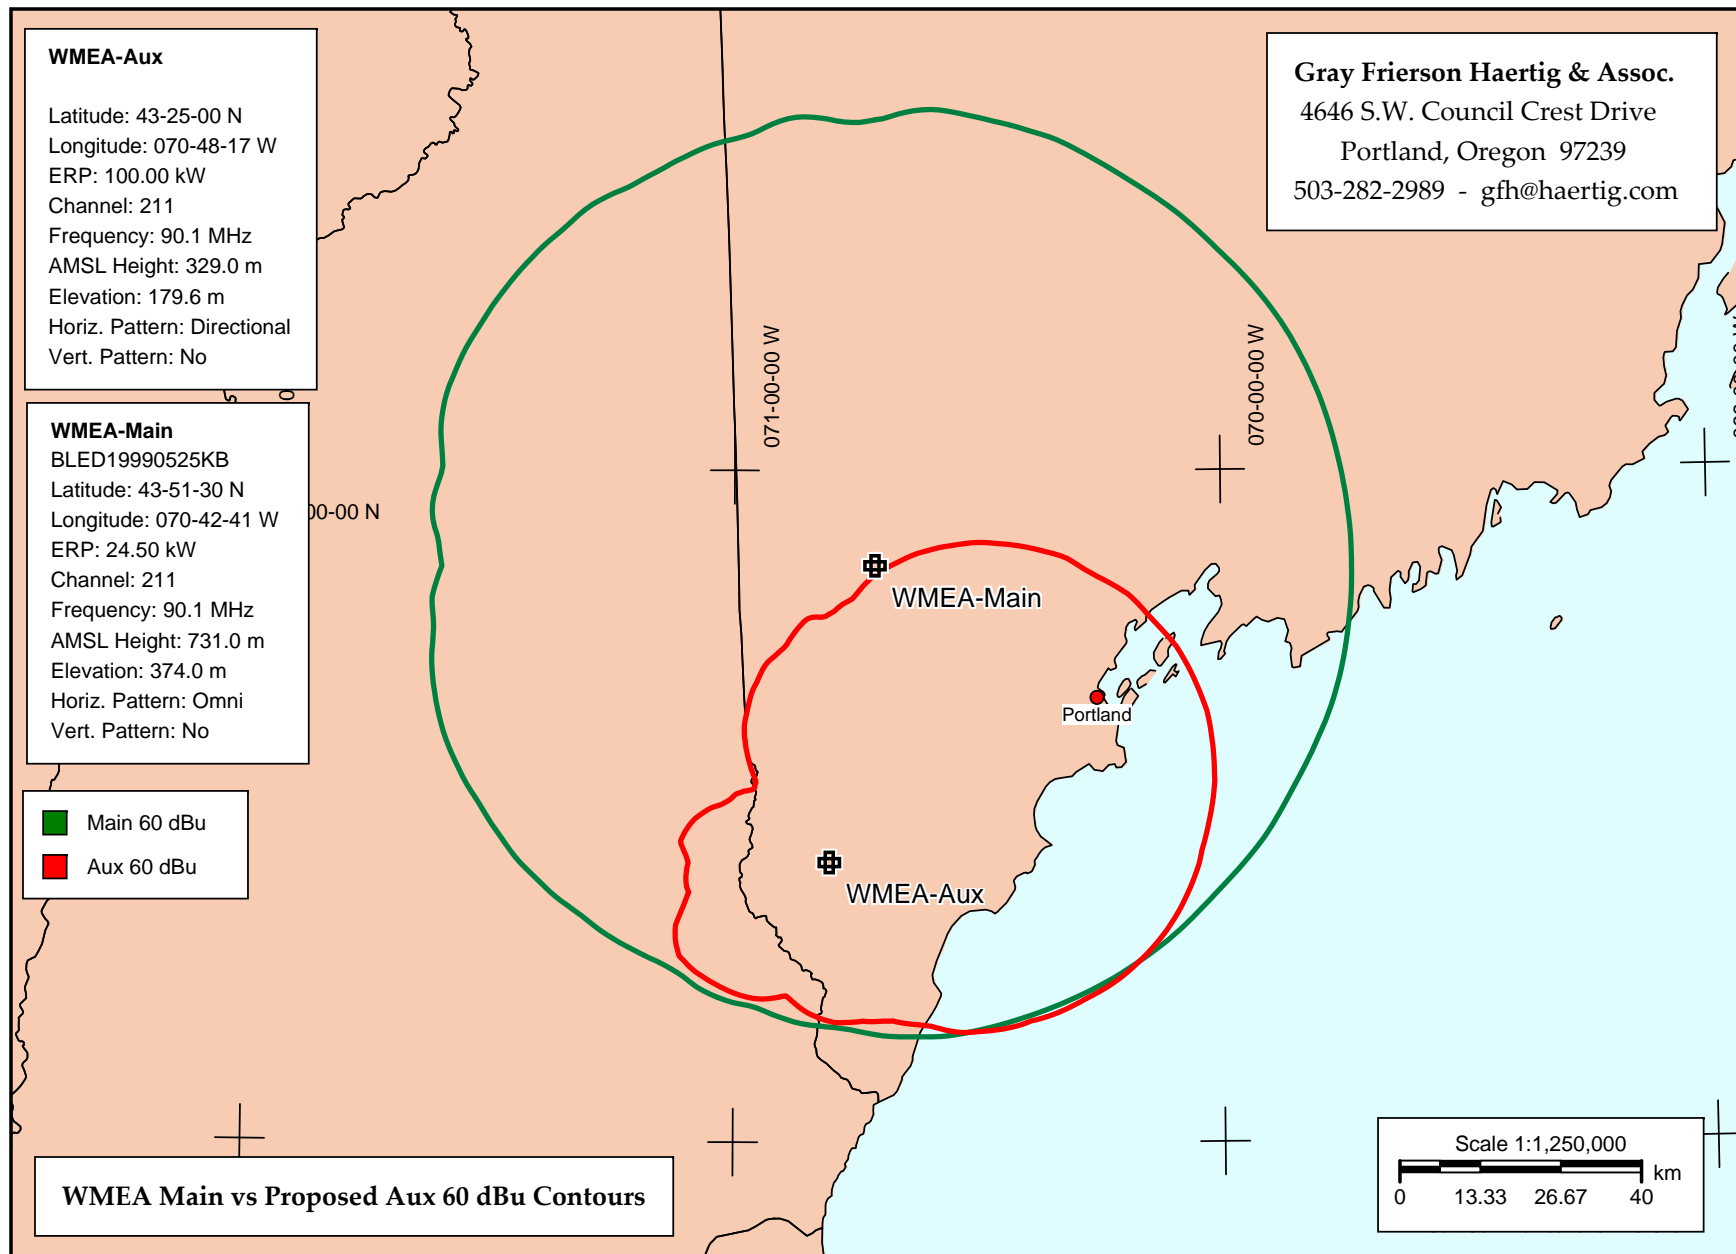 WMEA-Aux
Latitude: 43-25-00 N
Longitude: 070-48-17 W
ERP: 100.00 kW
Channel: 211
Frequency: 90.1 MHz
AMSL Height: 329.0 m
Elevation: 179.6 m
Horiz. Pattern: Directional
Vert. Pattern: No
WMEA-Main
BLED19990525KB
Latitude: 43-51-30 N
Longitude: 070-42-41 W
ERP: 24.50 kW
Channel: 211
Frequency: 90.1 MHz
AMSL Height: 731.0 m
Elevation: 374.0 m
Horiz. Pattern: Omni
Vert. Pattern: No
Main 60 dBu
Aux 60 dBu
Gray Frierson Haertig & Assoc.
4646 S.W. Council Crest Drive
Portland, Oregon 97239
503-282-2989 - gfh@haertig.com
071-00-00 W
070-00-00 W
00-00 N
WMEA-Main
Portland
WMEA-Aux
WMEA Main vs Proposed Aux 60 dBu Contours
Scale 1:1,250,000
km
0 13.33 26.67 40